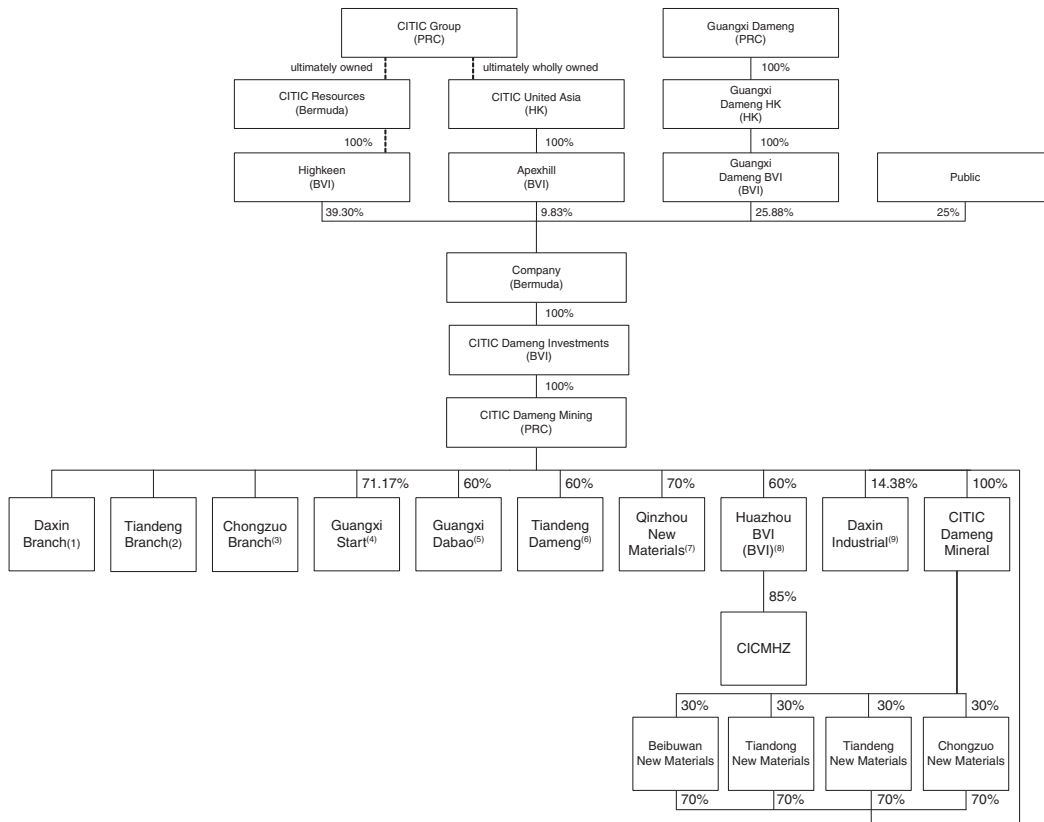 CITIC Group
(PRC)
Guangxi Dameng
(PRC)
ultimately owned
ultimately wholly owned
100%
CITIC Resources
(Bermuda)
CITIC United Asia
(HK)
Guangxi
Dameng HK
(HK)
100%
100%
100%
Highkeen
(BVI)
Apexhill
(BVI)
Guangxi
Dameng BVI
(BVI)
Public
39.30%
9.83%
25.88%
25%
Company
(Bermuda)
100%
CITIC Dameng Investments
(BVI)
100%
CITIC Dameng Mining
(PRC)
71.17%
60%
60%
70%
60%
14.38%
100%
Daxin
Branch(1)
Tiandeng
Branch(2)
Chongzuo
Branch(3)
Guangxi
Start(4)
Guangxi
Dabao(5)
Tiandeng
Dameng(6)
Qinzhou
New
Materials(7)
Huazhou
BVI
(BVI)(8)
Daxin
Industrial(9)
CITIC
Dameng
Mineral
85%
CICMHZ
30%
30%
30%
30%
Beibuwan
New Materials
Tiandong
New Materials
Tiandeng
New Materials
Chongzuo
New Materials
70%
70%
70%
70%